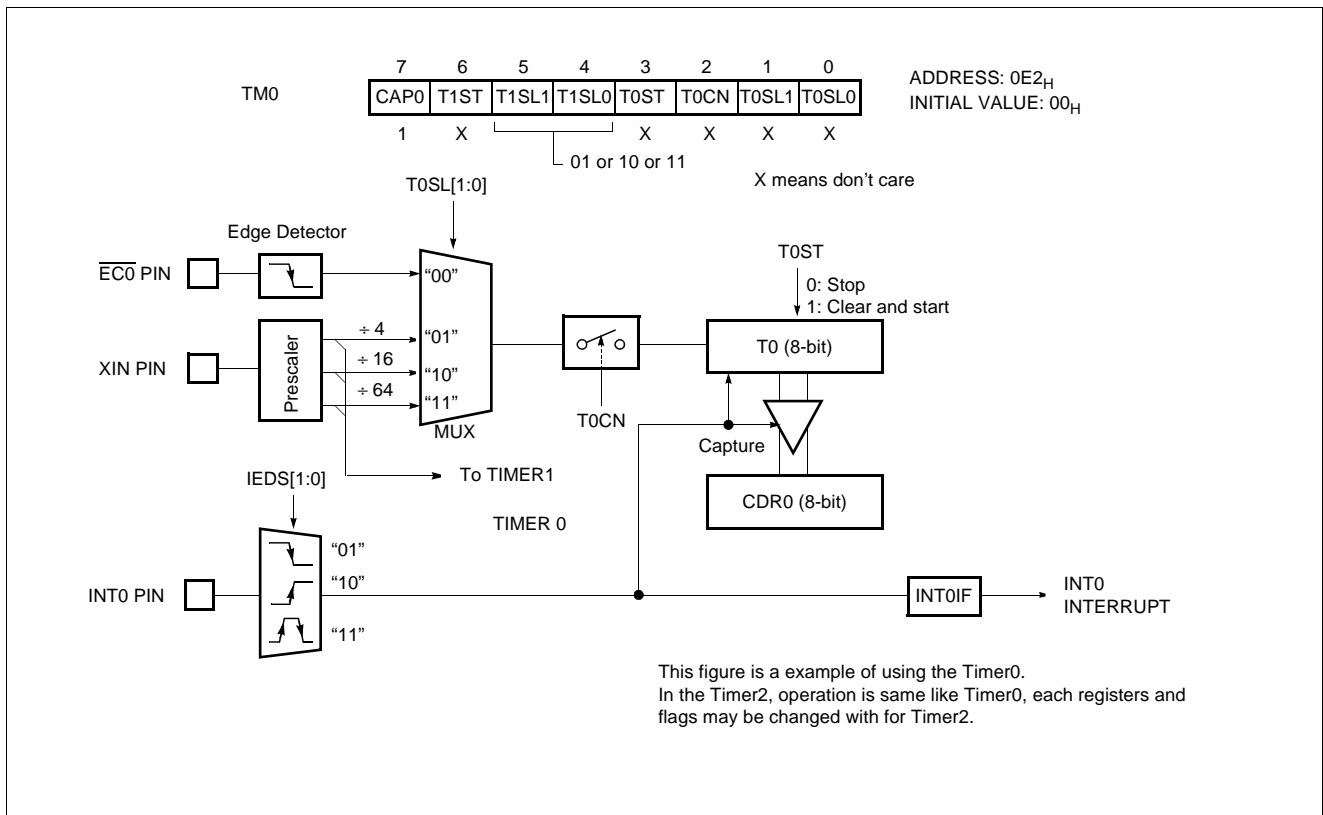 7 6 5 4 3 2 1 0
TM0 CAP0 T1ST T1SL1 T1SL0 T0ST T0CN T0SL1 T0SL0
ADDRESS: 0E2H
INITIAL VALUE: 00H
1 X X X X X
01 or 10 or 11
X means don't care
T0SL[1:0]
Edge Detector
EC0 PIN
“00”
T0ST
0: Stop
1: Clear and start
XIN PIN
Prescaler
÷ 4
“01”
÷ 16
“10”
÷ 64
“11”
MUX
T0CN
T0 (8-bit)
Capture
CDR0 (8-bit)
To TIMER1
TIMER 0
IEDS[1:0]
“01”
“10”
“11”
INT0 PIN
INT0IF
INT0
INTERRUPT
This figure is a example of using the Timer0.
In the Timer2, operation is same like Timer0, each registers and
flags may be changed with for Timer2.